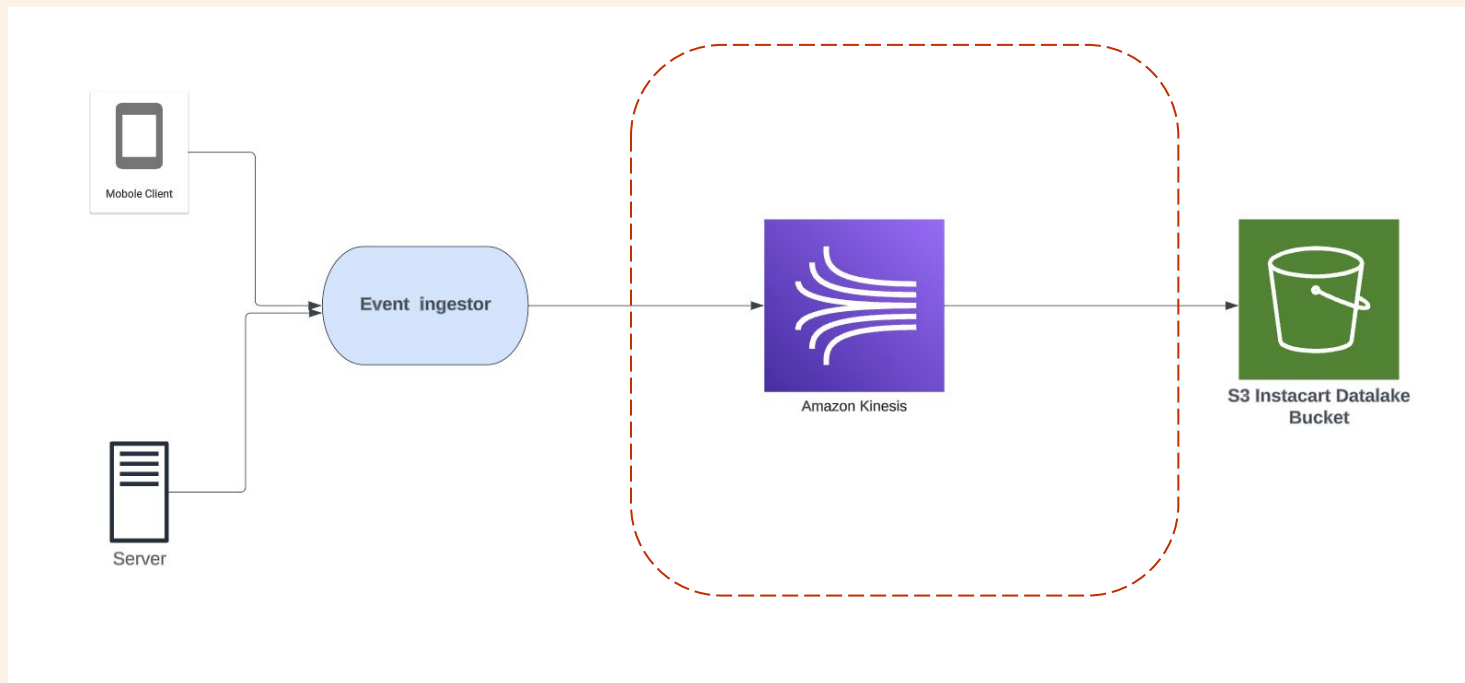 Mobole Client
Event ingestor
Amazon Kinesis
S3 Instacart Datalake
Bucket
Server